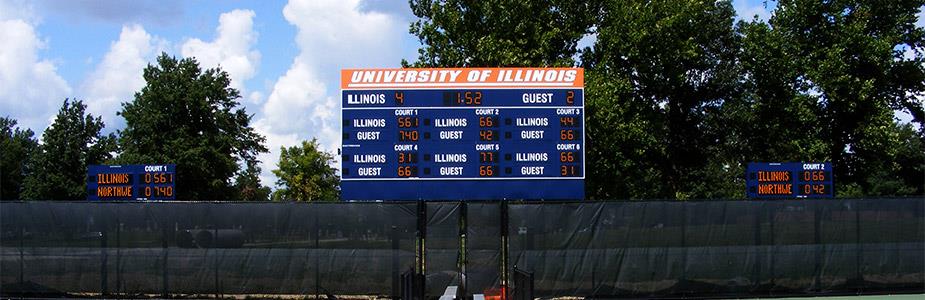 UNIVERSITY OF ILLINOIS
ILLINOIS 4 1:52 GUEST 2
COURT 1 COURT 2 COURT 3
ILLINOIS 561 ILLINOIS 66 ILLINOIS 44
GUEST 740 GUEST 42 GUEST 66
COURT 4 COURT 5 COURT 6
ILLINOIS 31 ILLINOIS 77 ILLINOIS 66
GUEST 66 GUEST 66 GUEST 31
COURT 1
ILLINOIS 0 561
NORTHWE 0 740
COURT 2
ILLINOIS 0 66
NORTHWE 0 42